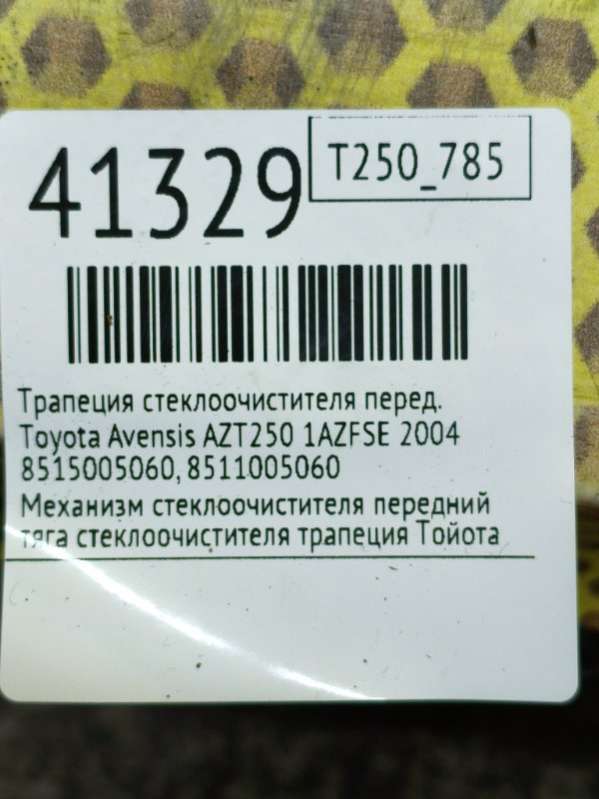 41329
T250_785
Трапеция стеклоочистителя перед.
Toyota Avensis AZT250 1AZFSE 2004
8515005060, 8511005060
Механизм стеклоочистителя передний
тяга стеклоочистителя трапеция Тойота